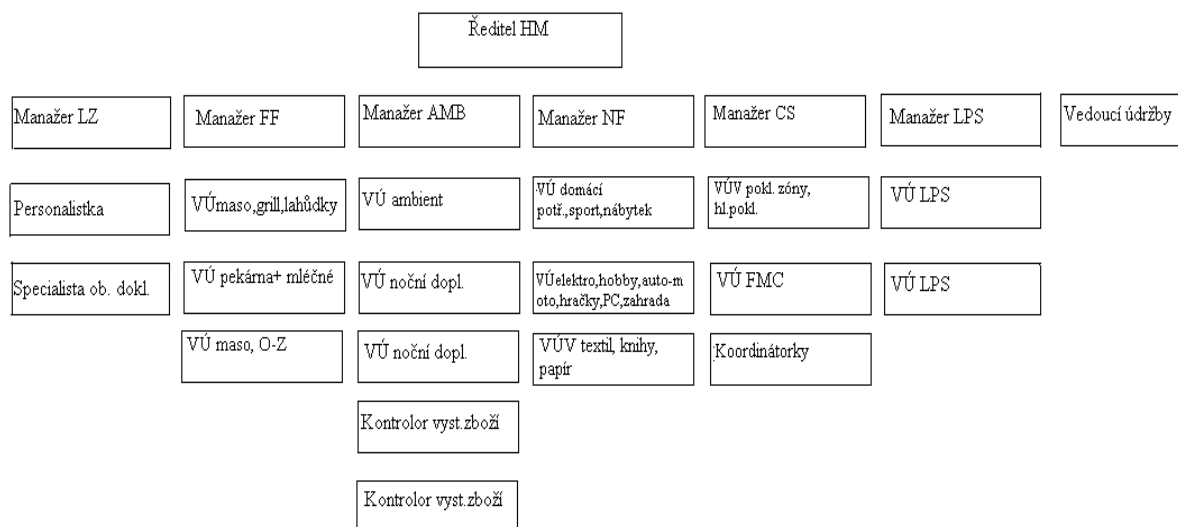 Ředitel HM
Manažer LZ
Manažer FF
Manažer AMB
Manažer NF
Manažer CS
Manažer LPS
Vedoucí údržby
Personalistka
VÚmaso,grill,lahůdky
VÚ ambient
VÚ domácí
potř.,sport,nábytek
VÚV pokl. zóny,
hl.pokl.
VÚ LPS
Specialista ob. dokl.
VÚ pekárna+ mléčné
VÚ noční dopl.
VÚelektro,hobby,auto-m
oto,hračky,PC,zahrada
VÚ FMC
VÚ LPS
VÚ maso, O-Z
VÚ noční dopl.
VÚV textil, knihy,
papír
Koordinátorky
Kontrolor vyst.zboží
Kontrolor vyst.zboží